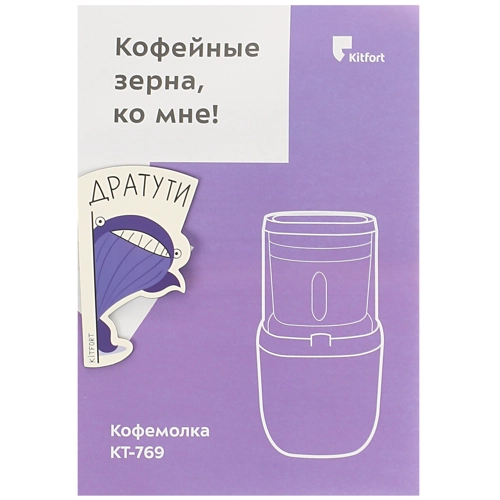 Кофейные
зерна,
ко мне!
Kitfort
ДРАТУТИ
KITFORT
Кофемолка
КТ-769